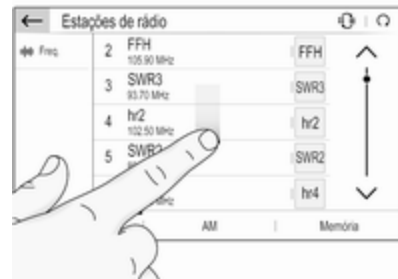 Estações de rádio
Freq.
2 FFH FFH
105.90 MHz
3 SWR3 SWR3
93.70 MHz
4 hr2 hr2
102.50 MHz
5 SWR2 SWR2
hr4
MHz
AM
Memória